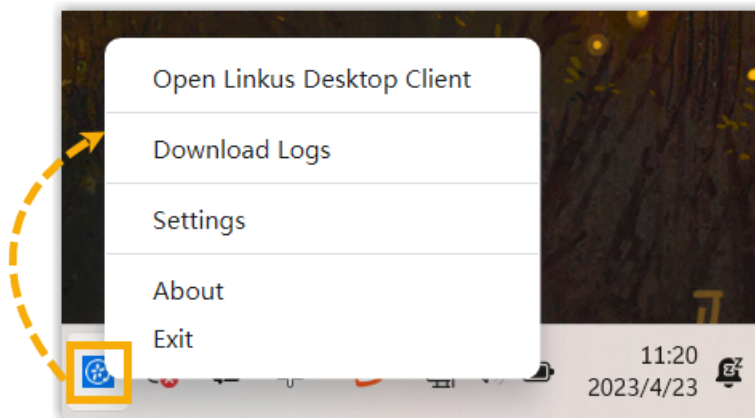 Open Linkus Desktop Client
Download Logs
Settings
About
Exit
11:20
2023/4/23